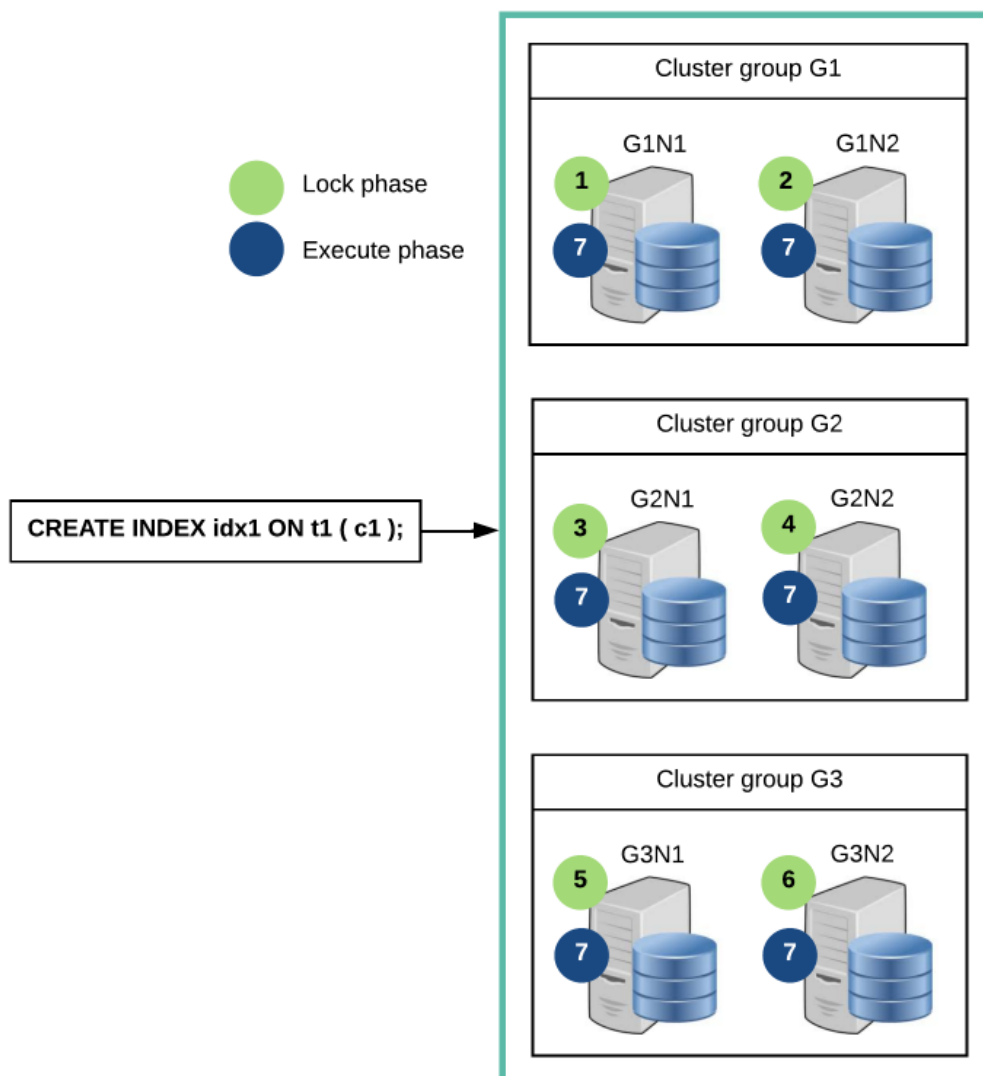 Cluster group G1
G1N1 G1N2
Lock phase
1 2
Execute phase
7 7
Cluster group G2
G2N1 G2N2
CREATE INDEX idx1 ON t1 ( c1 );
3 4
7 7
Cluster group G3
G3N1 G3N2
5 6
7 7